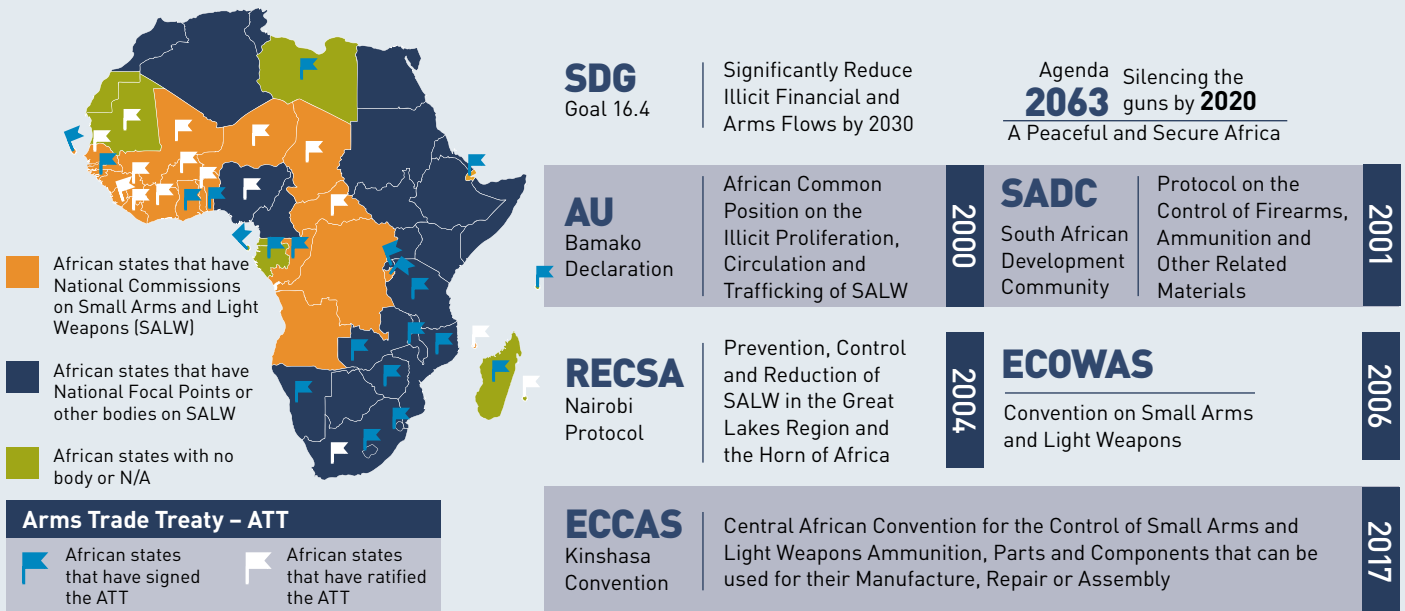 African states that have
National Commissions
on Small Arms and Light
Weapons (SALW)
African states that have
National Focal Points or
other bodies on SALW
African states with no
body or N/A
Arms Trade Treaty – ATT
African states
that have signed
the ATT
African states
that have ratified
the ATT
SDG
Goal 16.4
Significantly Reduce
Illicit Financial and
Arms Flows by 2030
Agenda
2063
Silencing the
guns by 2020
A Peaceful and Secure Africa
AU
Bamako
Declaration
African Common
Position on the
Illicit Proliferation,
Circulation and
Trafficking of SALW
2000
SADC
South African
Development
Community
Protocol on the
Control of Firearms,
Ammunition and
Other Related
Materials
2001
RECSA
Nairobi
Protocol
Prevention, Control
and Reduction of
SALW in the Great
Lakes Region and
the Horn of Africa
2004
ECOWAS
Convention on Small Arms
and Light Weapons
2006
ECCAS
Kinshasa
Convention
Central African Convention for the Control of Small Arms and
Light Weapons Ammunition, Parts and Components that can be
used for their Manufacture, Repair or Assembly
2017